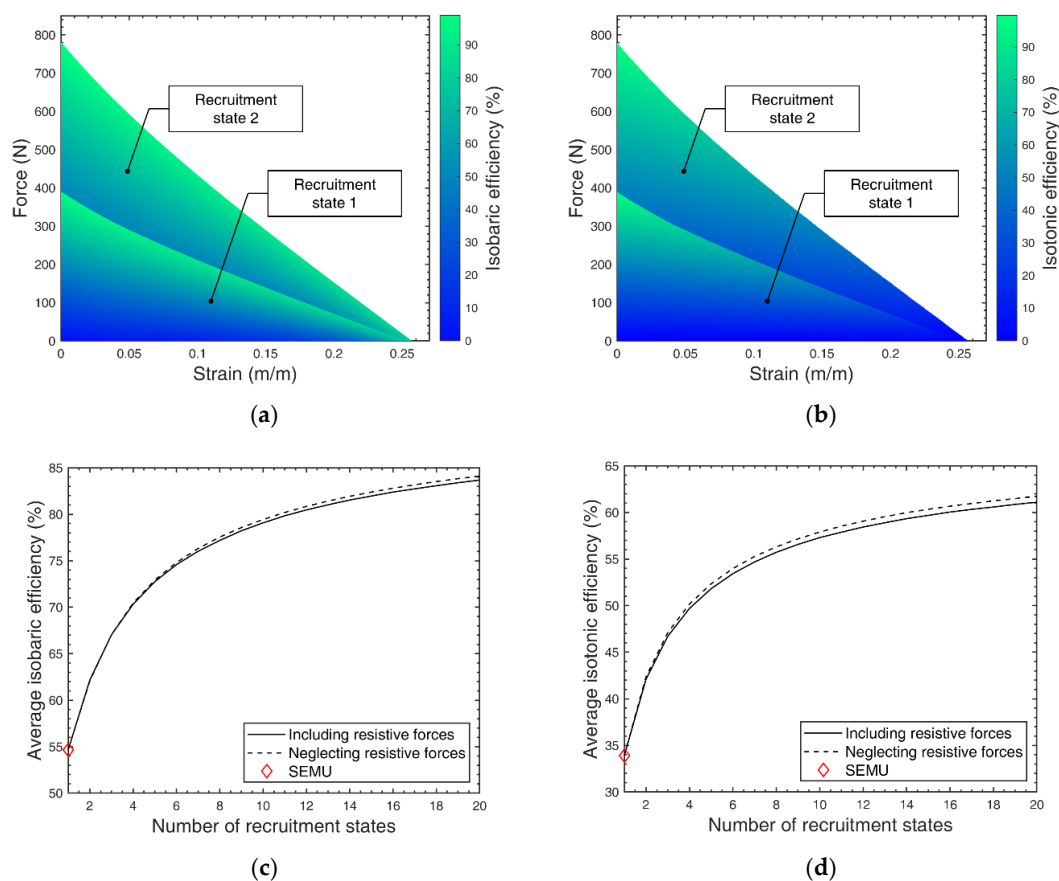 800
700
600
500
400
300
200
100
0
Force (N)
0
0.05
0.1
0.15
0.2
0.25
Strain (m/m)
Recruitment
state 2
Recruitment
state 1
90
80
70
60
50
40
30
20
10
0
Isobaric efficiency (%)
(a)
800
700
600
500
400
300
200
100
0
Force (N)
0
0.05
0.1
0.15
0.2
0.25
Strain (m/m)
Recruitment
state 2
Recruitment
state 1
90
80
70
60
50
40
30
20
10
0
Isotonic efficiency (%)
(b)
85
80
75
70
65
60
55
50
Average isobaric efficiency (%)
2 4 6 8 10 12 14 16 18 20
Number of recruitment states
Including resistive forces
Neglecting resistive forces
SEMU
(c)
65
60
55
50
45
40
35
30
Average isotonic efficiency (%)
2 4 6 8 10 12 14 16 18 20
Number of recruitment states
Including resistive forces
Neglecting resistive forces
SEMU
(d)